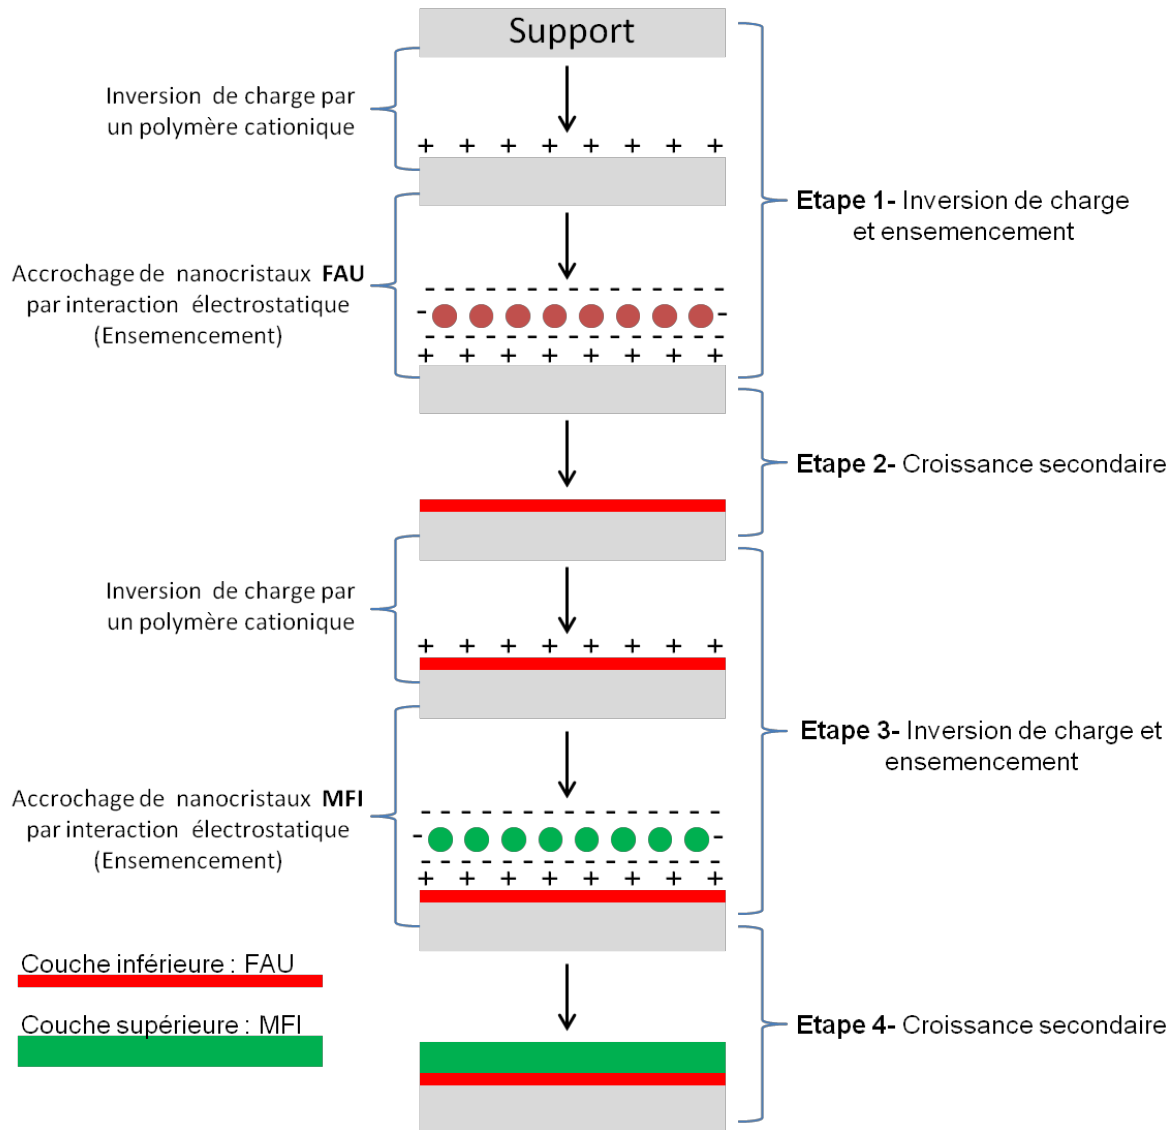 Support
Inversion de charge par
un polymère cationique
+ + + + + + + +
Etape 1- Inversion de charge
et ensemencement
Accrochage de nanocristaux FAU
par interaction électrostatique
(Ensemencement)
+ + + + + + + +
Etape 2- Croissance secondaire
Inversion de charge par
un polymère cationique
+ + + + + + + +
Etape 3- Inversion de charge et
ensemencement
Accrochage de nanocristaux MFI
par interaction électrostatique
(Ensemencement)
+ + + + + + + +
Couche inférieure : FAU
Couche supérieure : MFI
Etape 4- Croissance secondaire